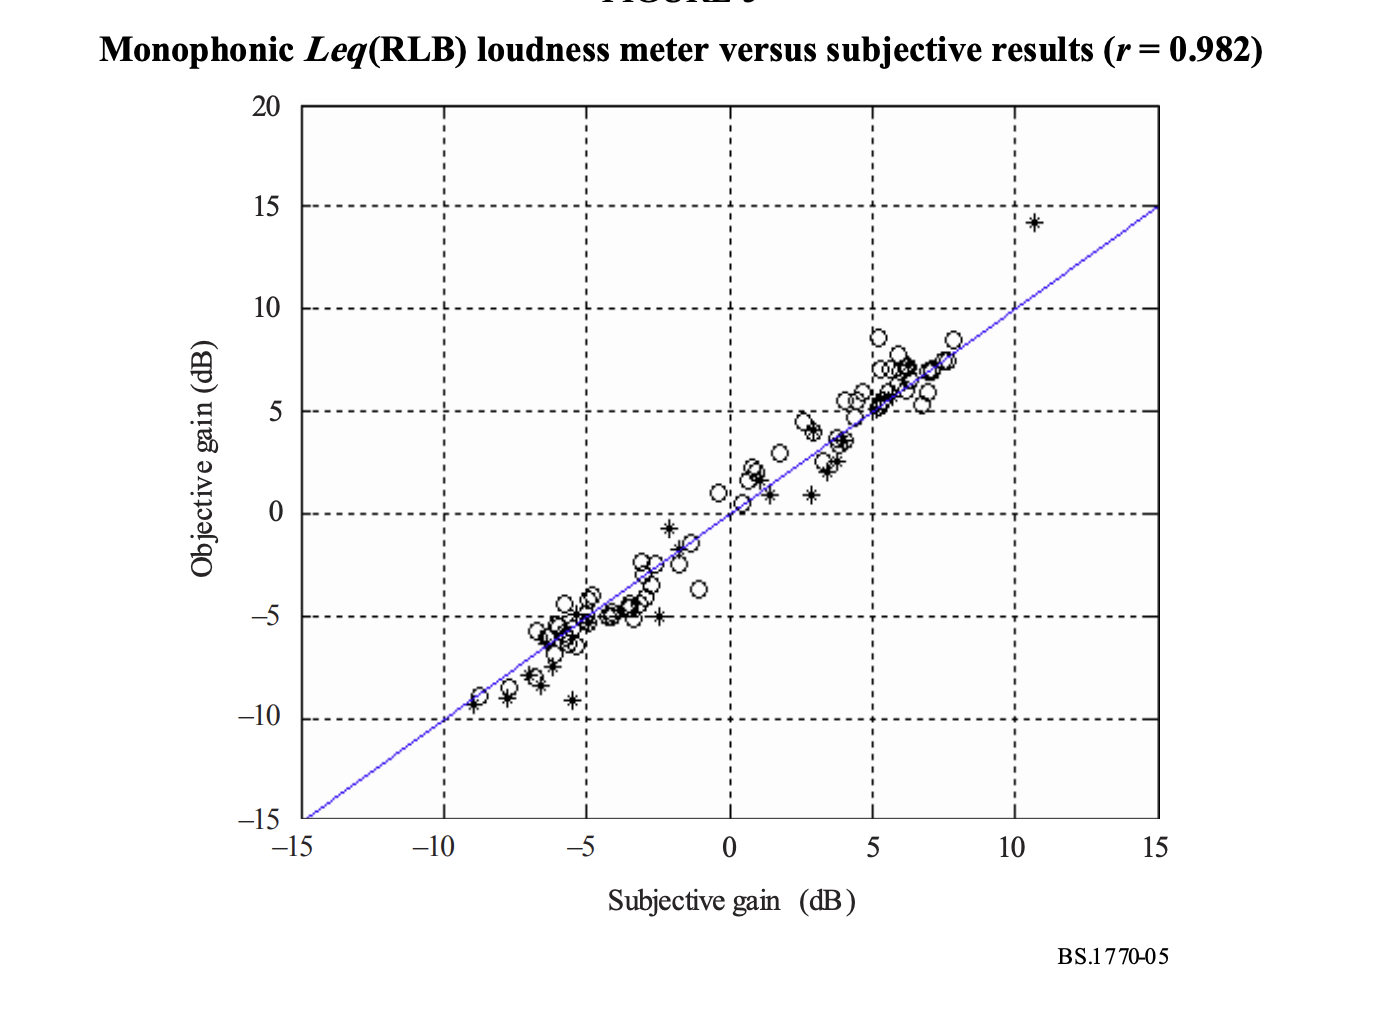 Monophonic Leq(RLB) loudness meter versus subjective results (r = 0.982)
20
15
10
5
0
–5
–10
–15
Objective gain (dB)
–15 –10 –5 0 5 10 15
Subjective gain (dB)
BS.1770-05